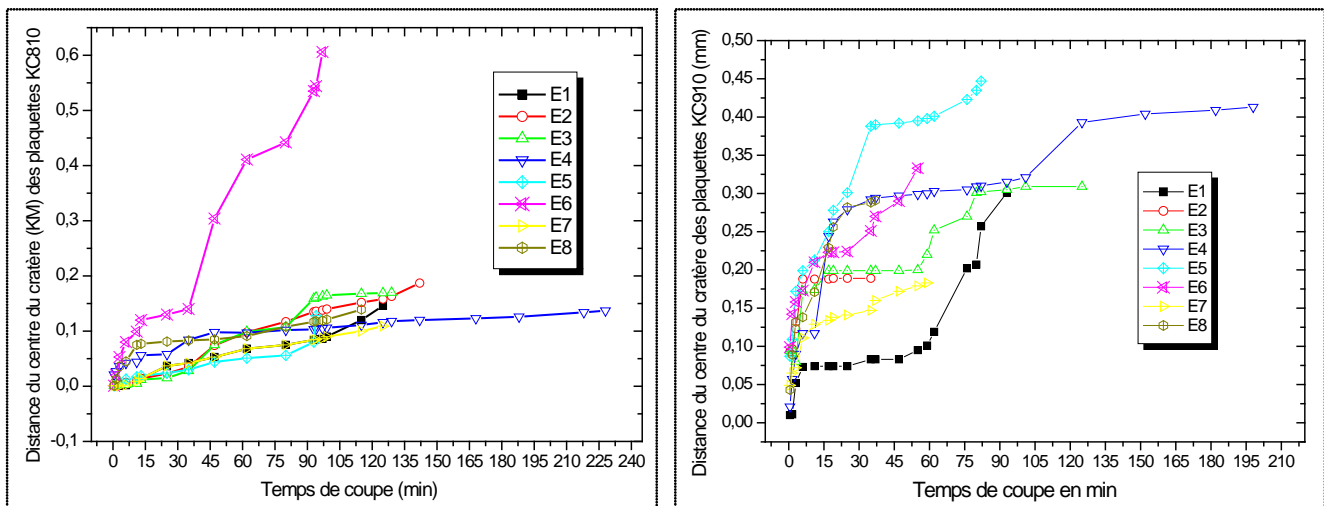 Distance du centre du cratère (KM) des plaquettes KC810
0,6
0,5
0,4
0,3
0,2
0,1
0,0
-0,1
E1
E2
E3
E4
E5
E6
E7
E8
0 15 30 45 60 75 90 105 120 135 150 165 180 195 210 225 240
Temps de coupe (min)
Distance du centre du cratère des plaquettes KC910 (mm)
0,50
0,45
0,40
0,35
0,30
0,25
0,20
0,15
0,10
0,05
0,00
E1
E2
E3
E4
E5
E6
E7
E8
0 15 30 45 60 75 90 105 120 135 150 165 180 195 210
Temps de coupe en min